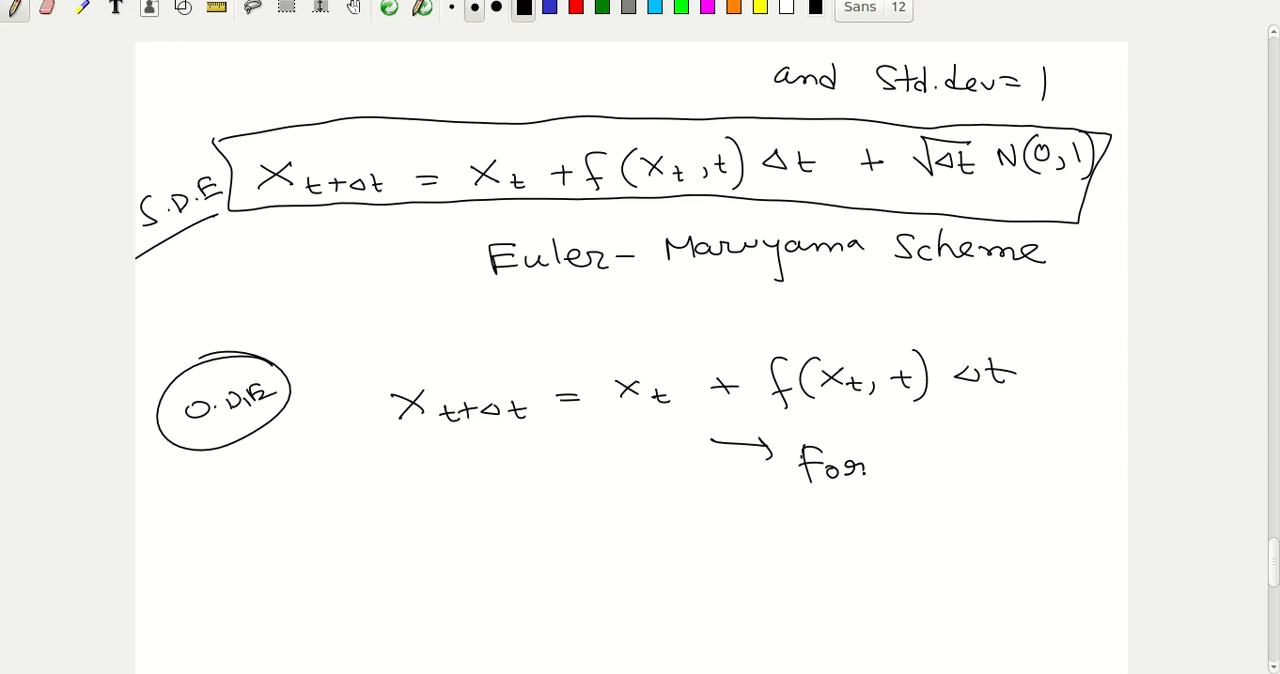 Sans 12
and Std.dev = 1
S.D.E X_{t+Δt} = X_t + f(X_t, t) Δt + √Δt N(0,1)
Euler- Maruyama Scheme
O.D.E X_{t+Δt} = X_t + f(X_t, t) Δt
→ For